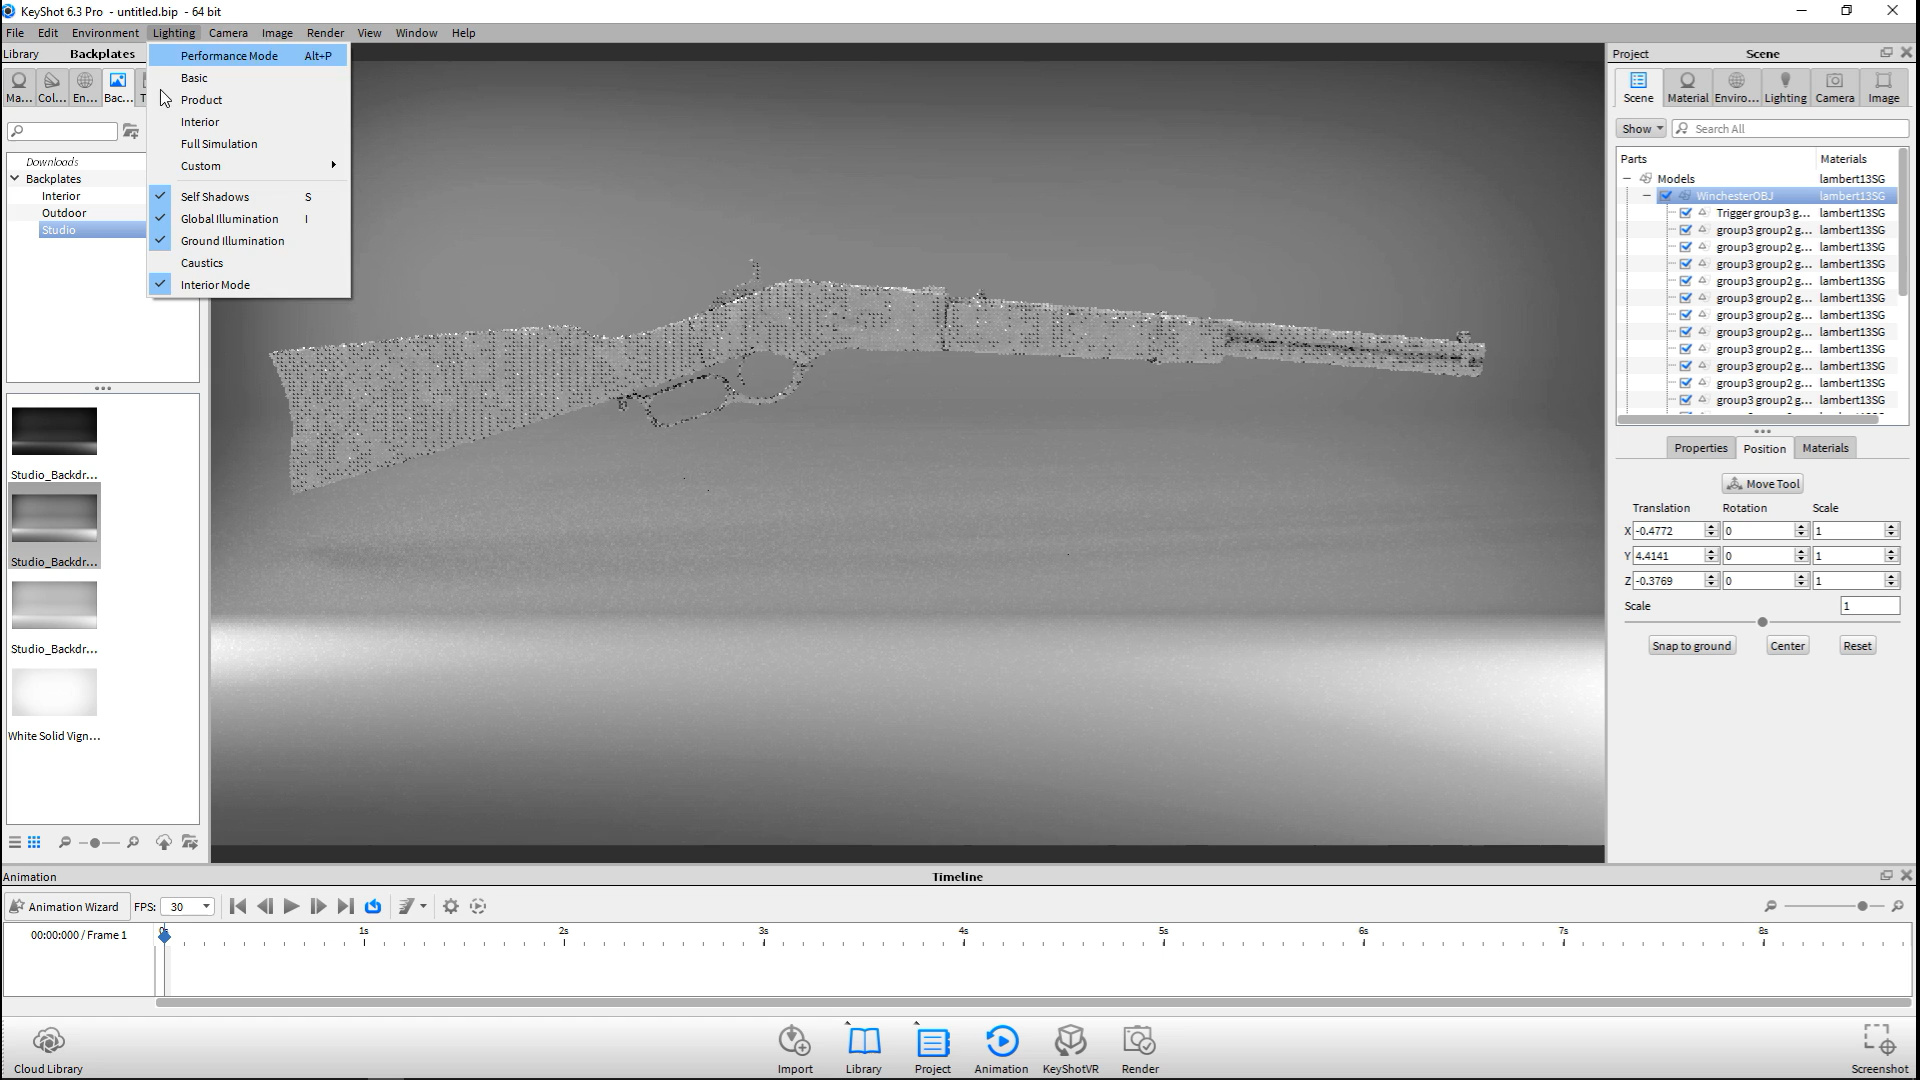 KeyShot 6.3 Pro - untitled.bip - 64 bit
File Edit Environment Lighting Camera Image Render View Window Help
Library Backplates
Ma... Col... En... Bac... T
Downloads
Backplates
Interior
Outdoor
Studio
Performance Mode Alt+P
Basic
Product
Interior
Full Simulation
Custom
Self Shadows S
Global Illumination I
Ground Illumination
Caustics
Interior Mode
Studio_Backdr...
Studio_Backdr...
Studio_Backdr...
White Solid Vign...
Project Scene
Scene Material Enviro... Lighting Camera Image
Show Search All
Parts Materials
Models lambert13SG
WinchesterOBJ lambert13SG
Trigger group3 g... lambert13SG
group3 group2 g... lambert13SG
group3 group2 g... lambert13SG
group3 group2 g... lambert13SG
group3 group2 g... lambert13SG
group3 group2 g... lambert13SG
group3 group2 g... lambert13SG
group3 group2 g... lambert13SG
group3 group2 g... lambert13SG
group3 group2 g... lambert13SG
group3 group2 g... lambert13SG
group3 group2 g... lambert13SG
Properties Position Materials
Move Tool
Translation Rotation Scale
X -0.4772 0 1
Y 4.4141 0 1
Z -0.3769 0 1
Scale 1
Snap to ground Center Reset
Animation Timeline
Animation Wizard FPS: 30
00:00:000 / Frame 1 0s 1s 2s 3s 4s 5s 6s 7s 8s
Cloud Library Import Library Project Animation KeyShotVR Render Screenshot